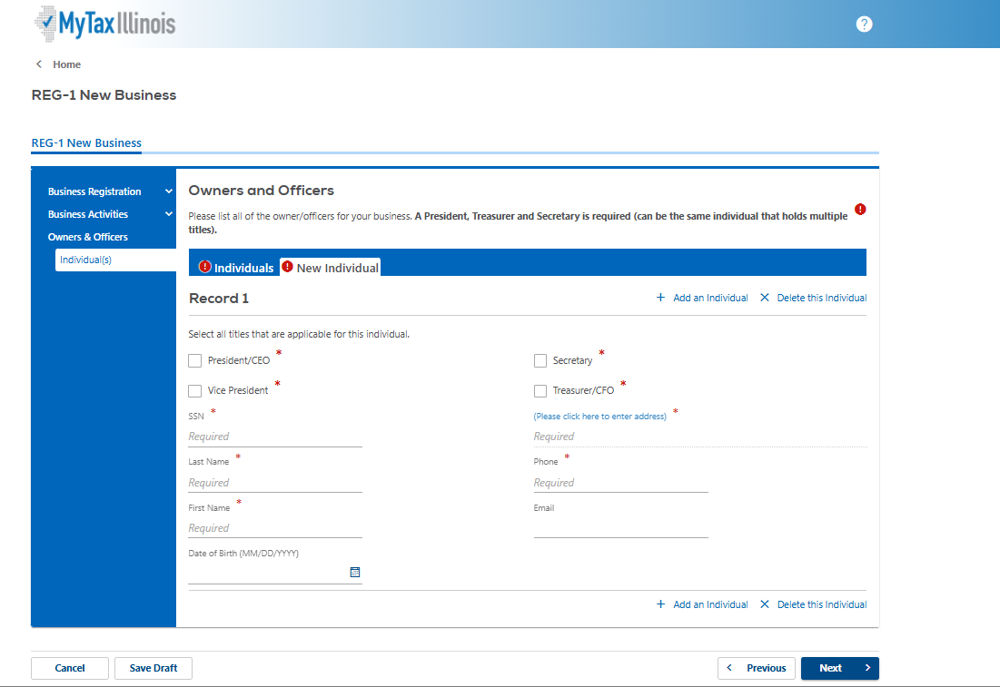 MyTax Illinois
?
Home
REG-1 New Business
REG-1 New Business
Business Registration
Business Activities
Owners & Officers
Individual(s)
Owners and Officers
Please list all of the owner/officers for your business. A President, Treasurer and Secretary is required (can be the same individual that holds multiple
titles).
!
! Individuals ! New Individual
Record 1
+ Add an Individual X Delete this Individual
Select all titles that are applicable for this individual.
President/CEO *
Secretary *
Vice President *
Treasurer/CFO *
SSN *
Required
(Please click here to enter address) *
Required
Last Name *
Required
Phone *
Required
First Name *
Required
Email
Date of Birth (MM/DD/YYYY)
+ Add an Individual X Delete this Individual
Cancel
Save Draft
< Previous
Next >